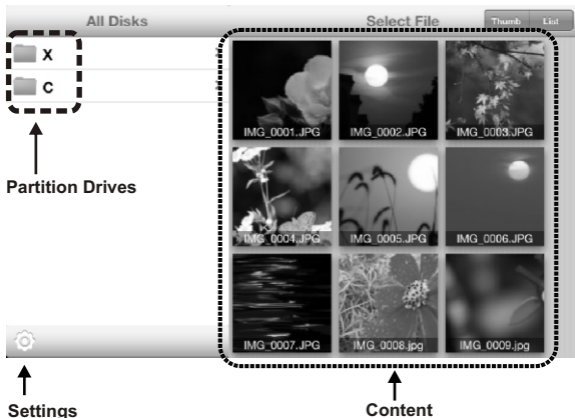 All Disks
Select File
Thumb
List
X
C
Partition Drives
IMG_0001.JPG
IMG_0002.JPG
IMG_0003.JPG
IMG_0004.JPG
IMG_0005.JPG
IMG_0006.JPG
IMG_0007.JPG
IMG_0008.jpg
IMG_0009.jpg
Settings
Content